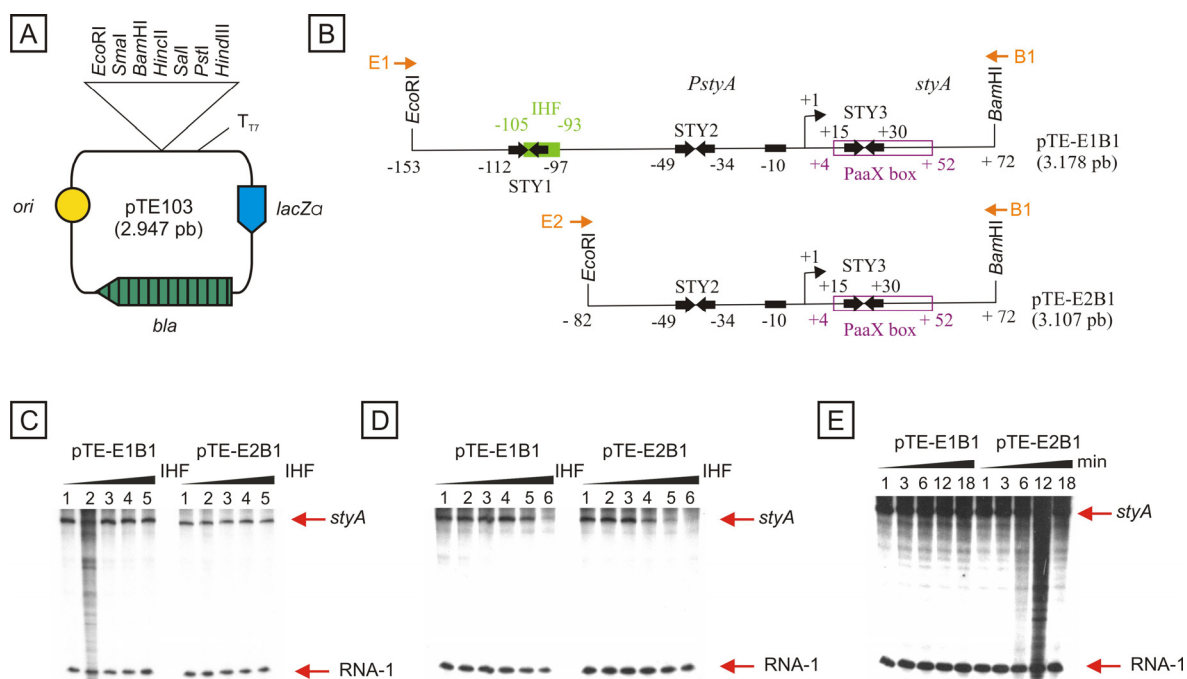 A
EcoRI
SmaI
BamHI
HincII
SalI
PstI
HindIII
T T7
pTE103
(2.947 pb)
ori
lacZα
bla
B
E1
EcoRI
IHF
-105 -93
-153
-112 -97
STY1
PstyA
STY2
-49 -34
-10
+1
styA
STY3
+15 +30
+4 + 52
PaaX box
BamHI
B1
+ 72
pTE-E1B1
(3.178 pb)
E2
EcoRI
- 82
STY2
-49 -34
-10
+1
STY3
+15 +30
+4 + 52
PaaX box
BamHI
B1
+ 72
pTE-E2B1
(3.107 pb)
C
pTE-E1B1 pTE-E2B1
IHF IHF
1 2 3 4 5 1 2 3 4 5
styA
RNA-1
D
pTE-E1B1 pTE-E2B1
IHF IHF
1 2 3 4 5 6 1 2 3 4 5 6
styA
RNA-1
E
pTE-E1B1 pTE-E2B1
min
1 3 6 12 18 1 3 6 12 18
styA
RNA-1